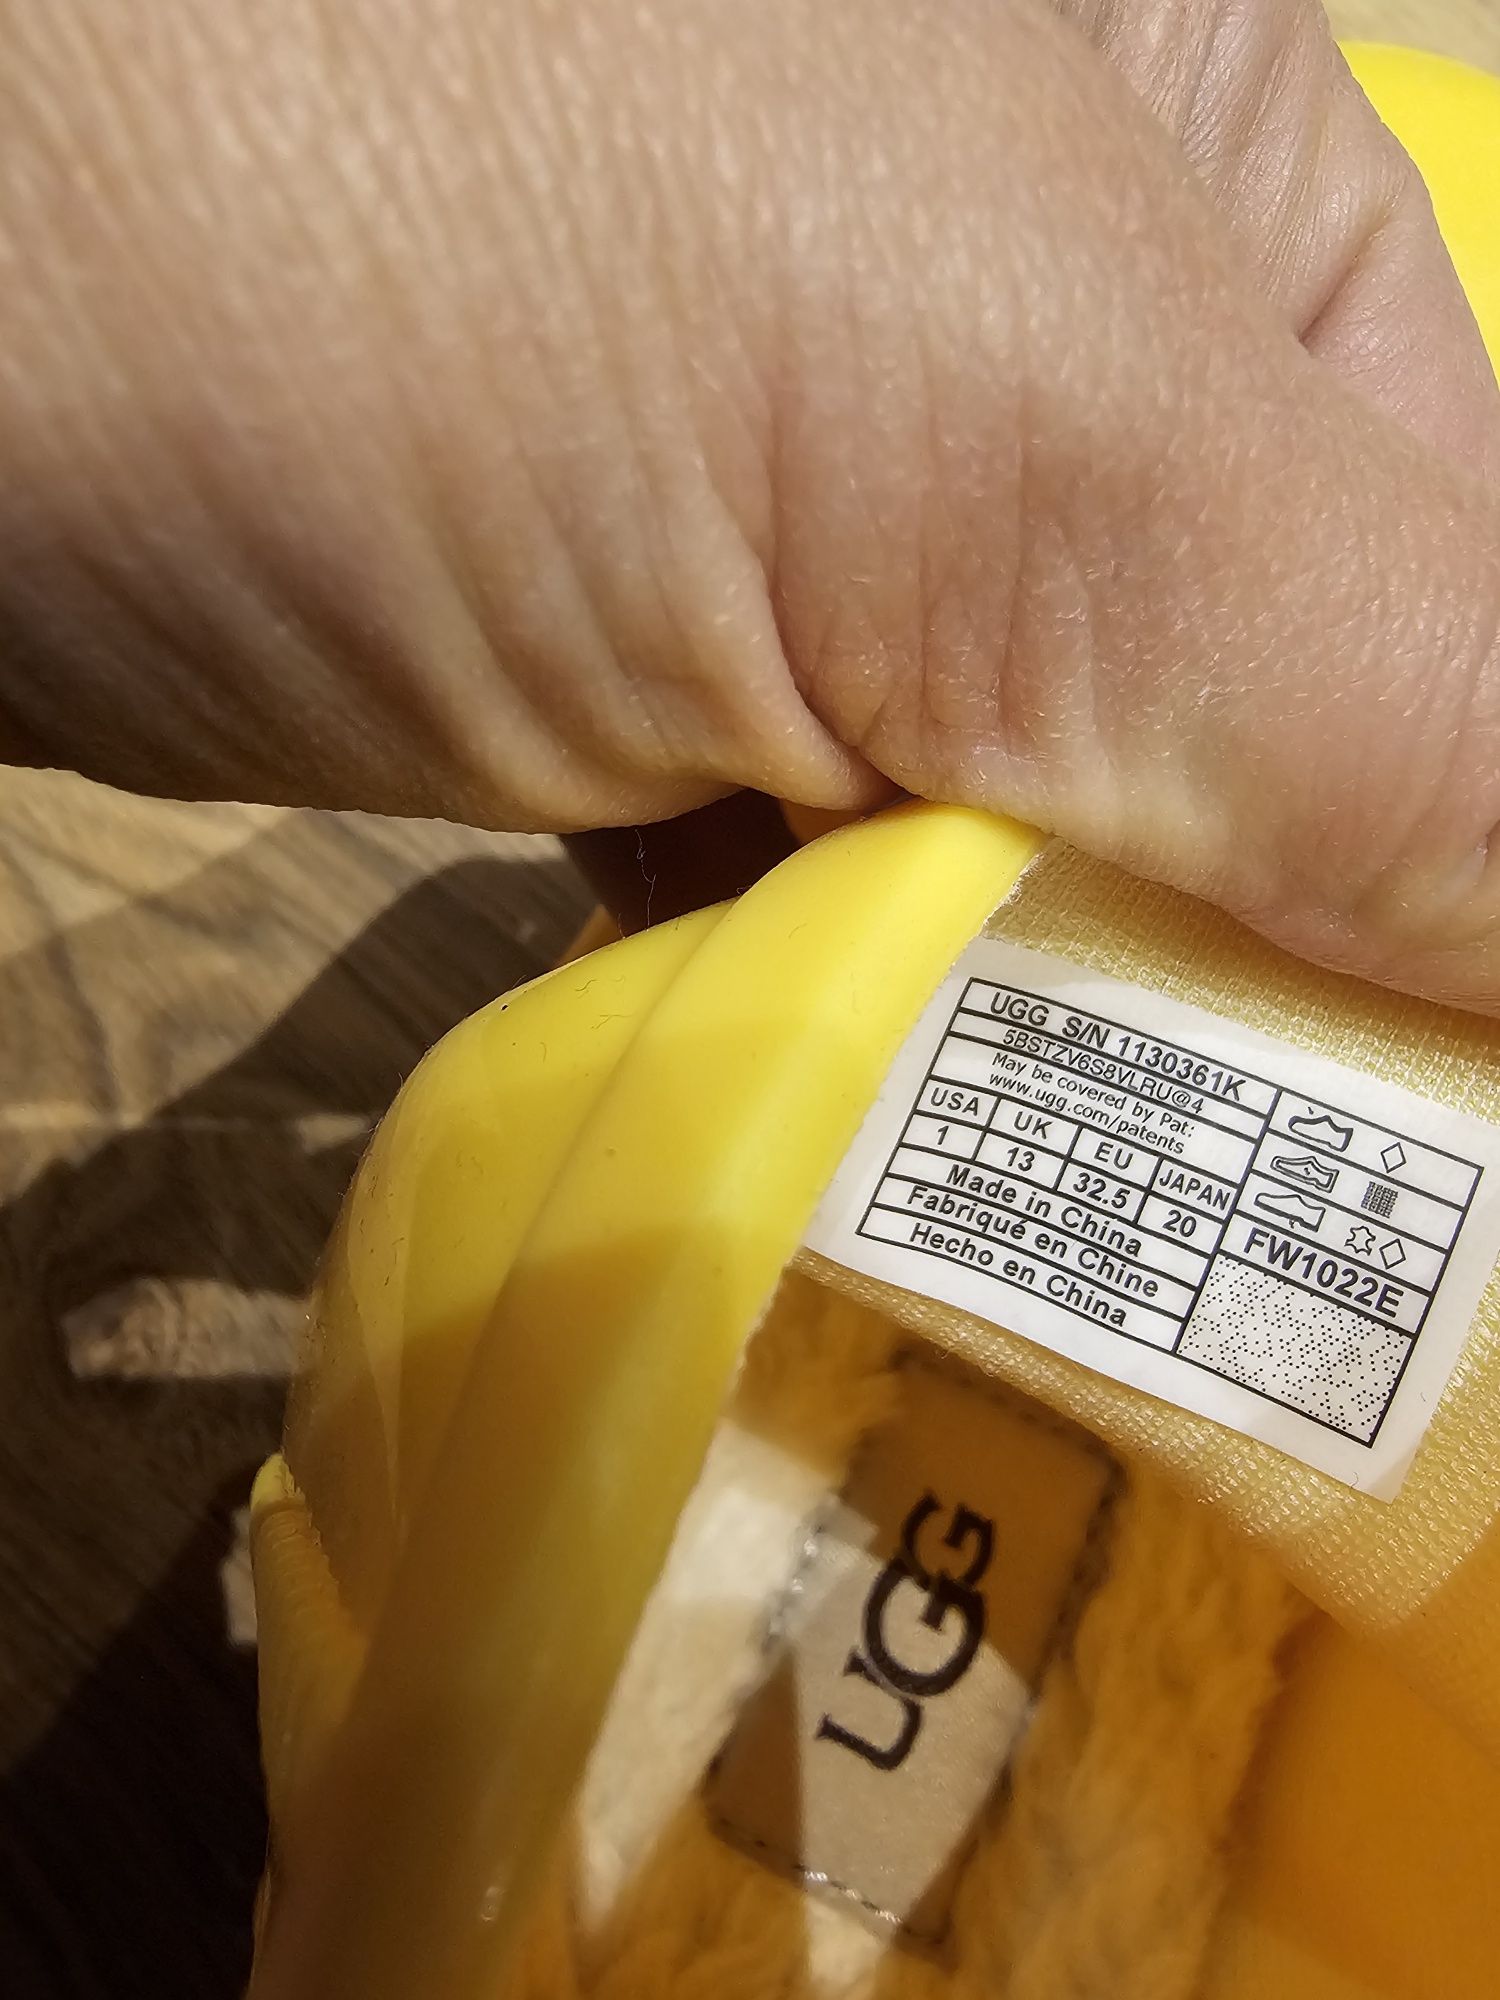 UGG S/N 1130361K
5BSTZV6S8VLRU@4
May be covered by Pat:
www.ugg.com/patents
USA UK EU JAPAN
1 13 32.5 20
Made in China
Fabriqué en Chine
Hecho en China
FW1022E
UGG